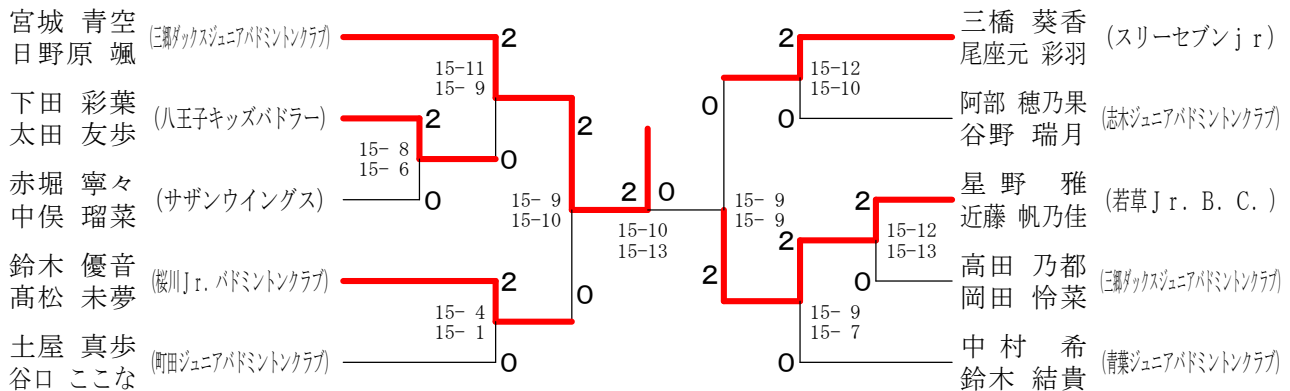 宮城 青空
日野原 颯
(三郷ダックスジュニアバドミントンクラブ)
2
15-11
15- 9
下田 彩葉
太田 友歩
(八王子キッズバドラー)
2
0
15- 8
15- 6
赤堀 寧々
中俣 瑠菜
(サザンウイングス)
0
2
15- 9
15-10
鈴木 優音
髙松 未夢
(桜川Jr. バドミントンクラブ)
2
0
15- 4
15- 1
土屋 真歩
谷口 ここな
(町田ジュニアバドミントンクラブ)
0
2
0
15-10
15-13
三橋 葵香
尾座元 彩羽
(スリーセブンjr)
2
15-12
15-10
0
阿部 穂乃果
谷野 瑞月
(志木ジュニアバドミントンクラブ)
0
15- 9
15- 9
星野 雅
近藤 帆乃佳
(若草Jr. B. C. )
2
2
15-12
15-13
2
高田 乃都
岡田 怜菜
(三郷ダックスジュニアバドミントンクラブ)
0
15- 9
15- 7
中村 希
鈴木 結貴
(青葉ジュニアバドミントンクラブ)
0